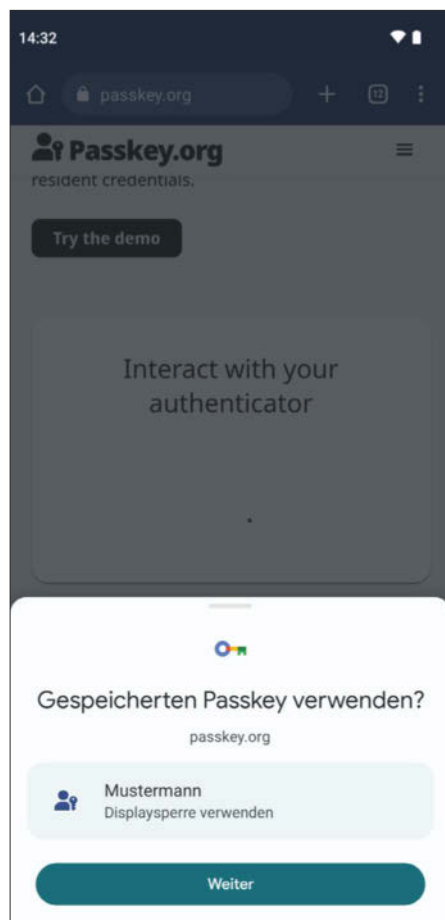 14:32
passkey.org
12
Passkey.org
resident credentials.
Try the demo
Interact with your
authenticator
Gespeicherten Passkey verwenden?
passkey.org
Mustermann
Displaysperre verwenden
Weiter